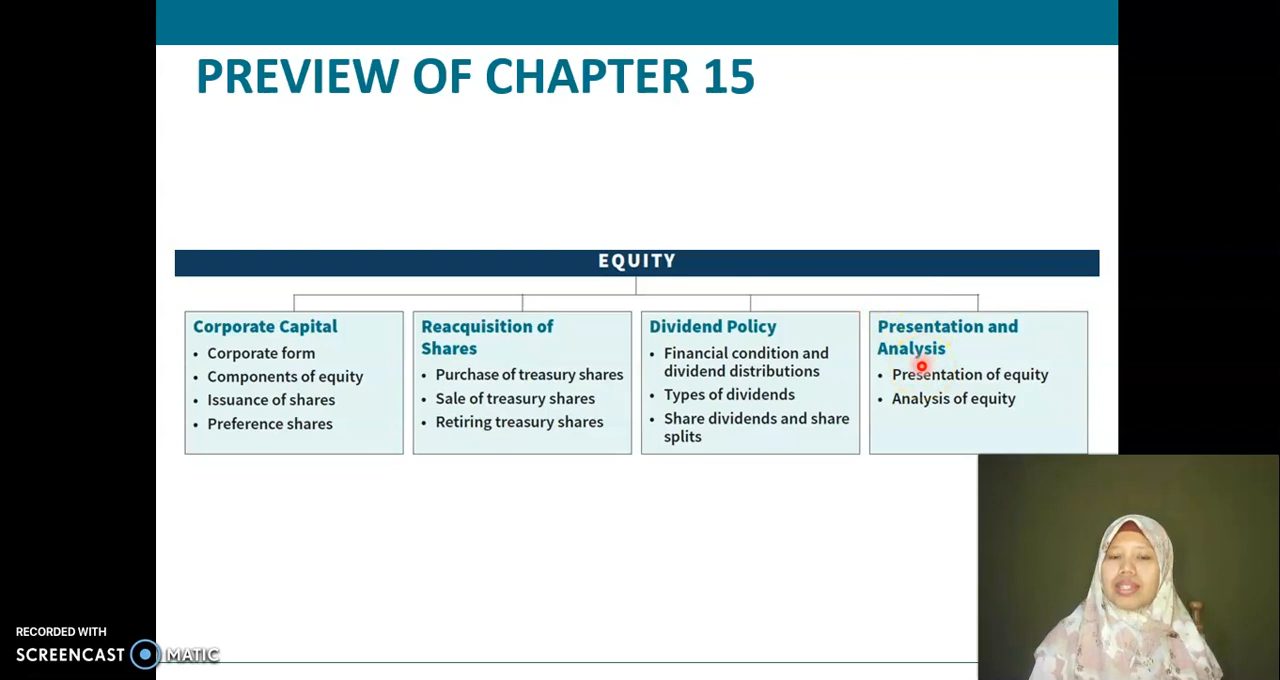 PREVIEW OF CHAPTER 15
EQUITY
Corporate Capital
• Corporate form
• Components of equity
• Issuance of shares
• Preference shares
Reacquisition of
Shares
• Purchase of treasury shares
• Sale of treasury shares
• Retiring treasury shares
Dividend Policy
• Financial condition and
dividend distributions
• Types of dividends
• Share dividends and share
splits
Presentation and
Analysis
• Presentation of equity
• Analysis of equity
RECORDED WITH
SCREENCAST MATIC